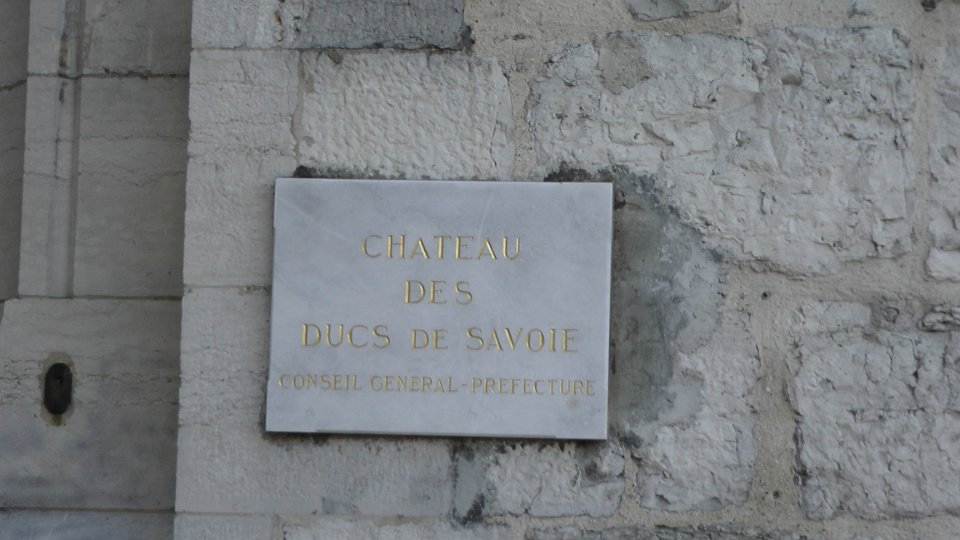 CHATEAU
DES
DUCS DE SAVOIE
CONSEIL GENERAL-PREFECTURE